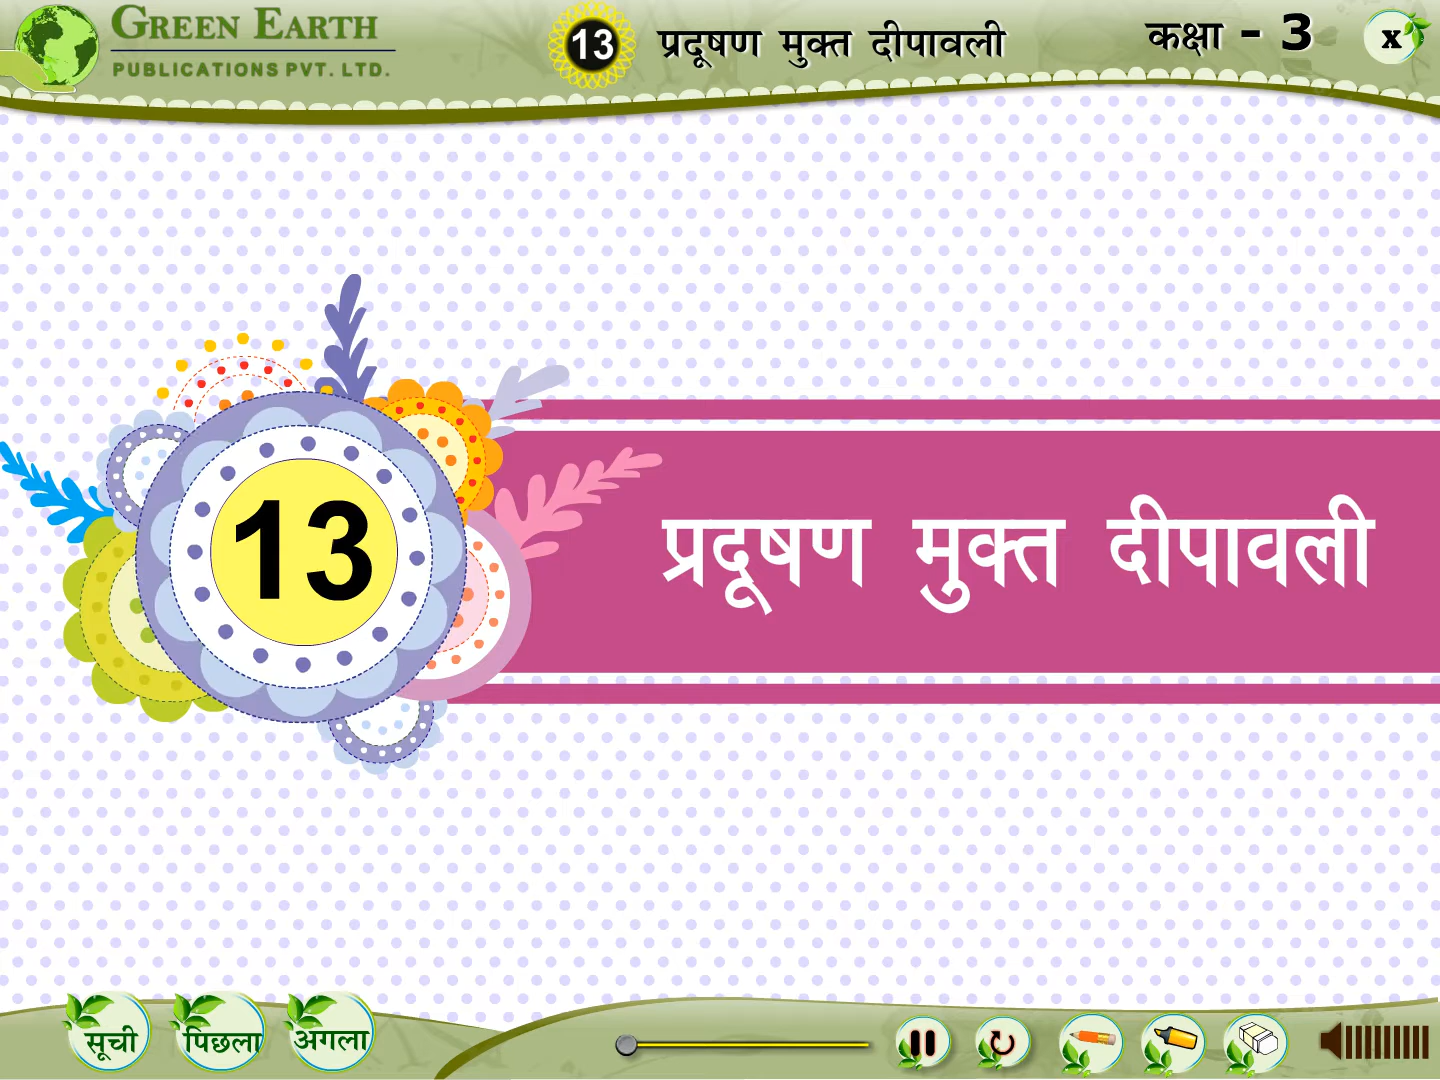 GREEN EARTH
PUBLICATIONS PVT. LTD.
13 प्रदूषण मुक्त दीपावली
कक्षा - 3
x
13
प्रदूषण मुक्त दीपावली
सूची पिछला अगला